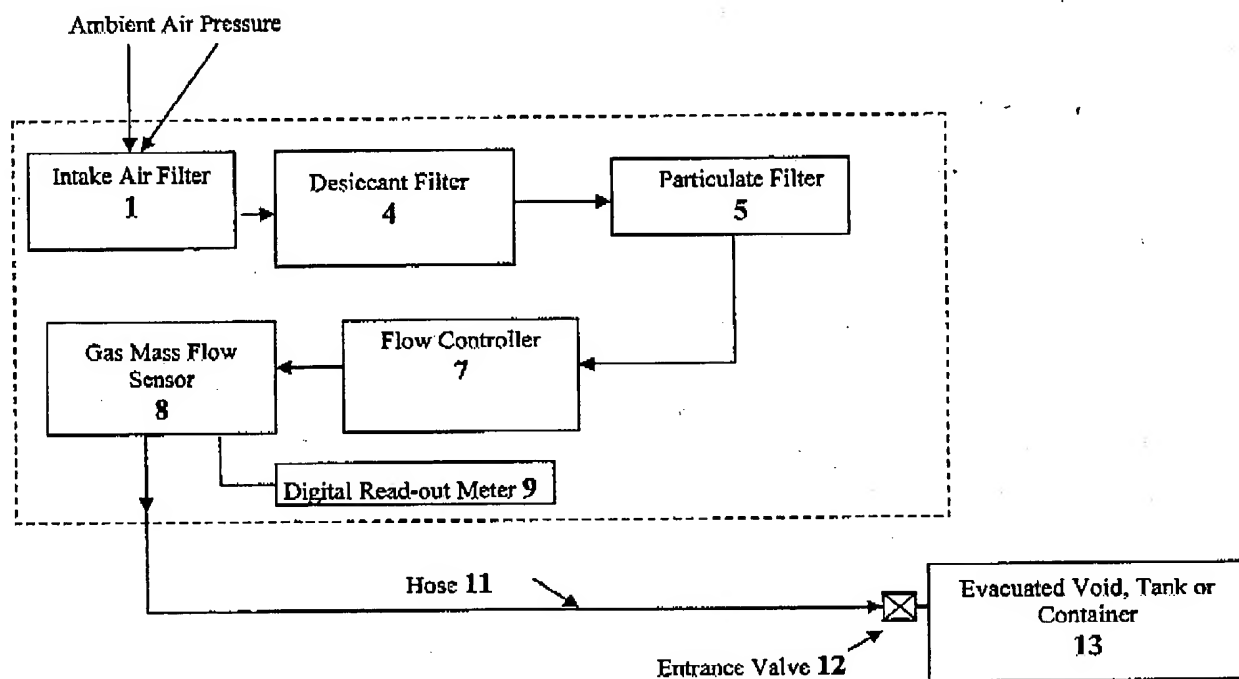 Ambient Air Pressure
Intake Air Filter
1
Desiccant Filter
4
Particulate Filter
5
Gas Mass Flow
Sensor
8
Flow Controller
7
Digital Read-out Meter 9
Hose 11
Entrance Valve 12
Evacuated Void, Tank or
Container
13